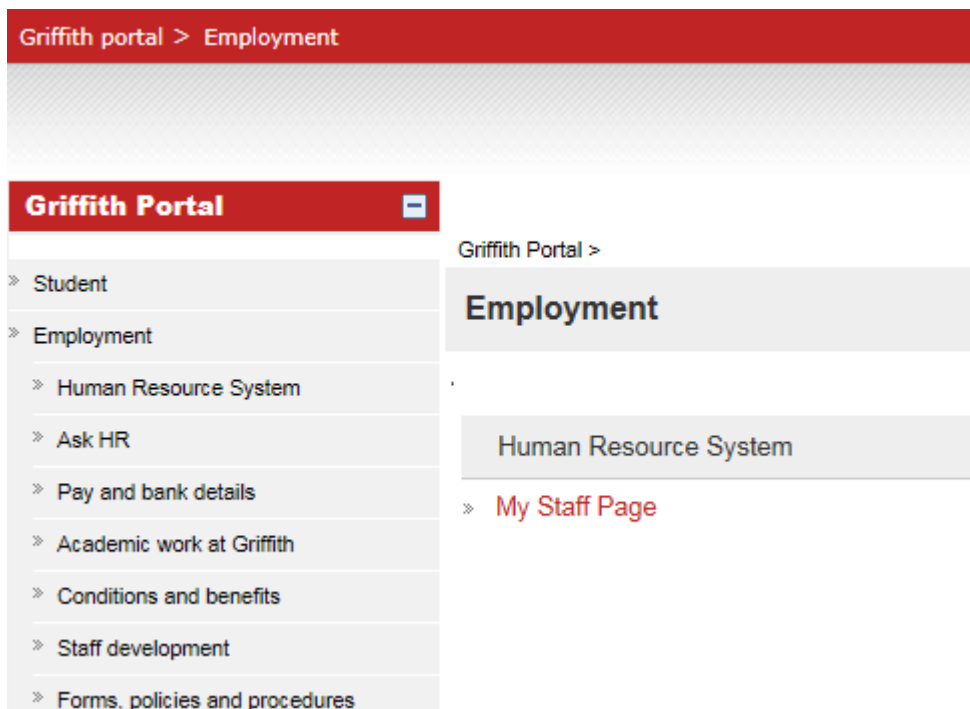 Griffith portal > Employment
Griffith Portal
Student
Employment
Human Resource System
Ask HR
Pay and bank details
Academic work at Griffith
Conditions and benefits
Staff development
Forms, policies and procedures
Griffith Portal >
Employment
Human Resource System
My Staff Page